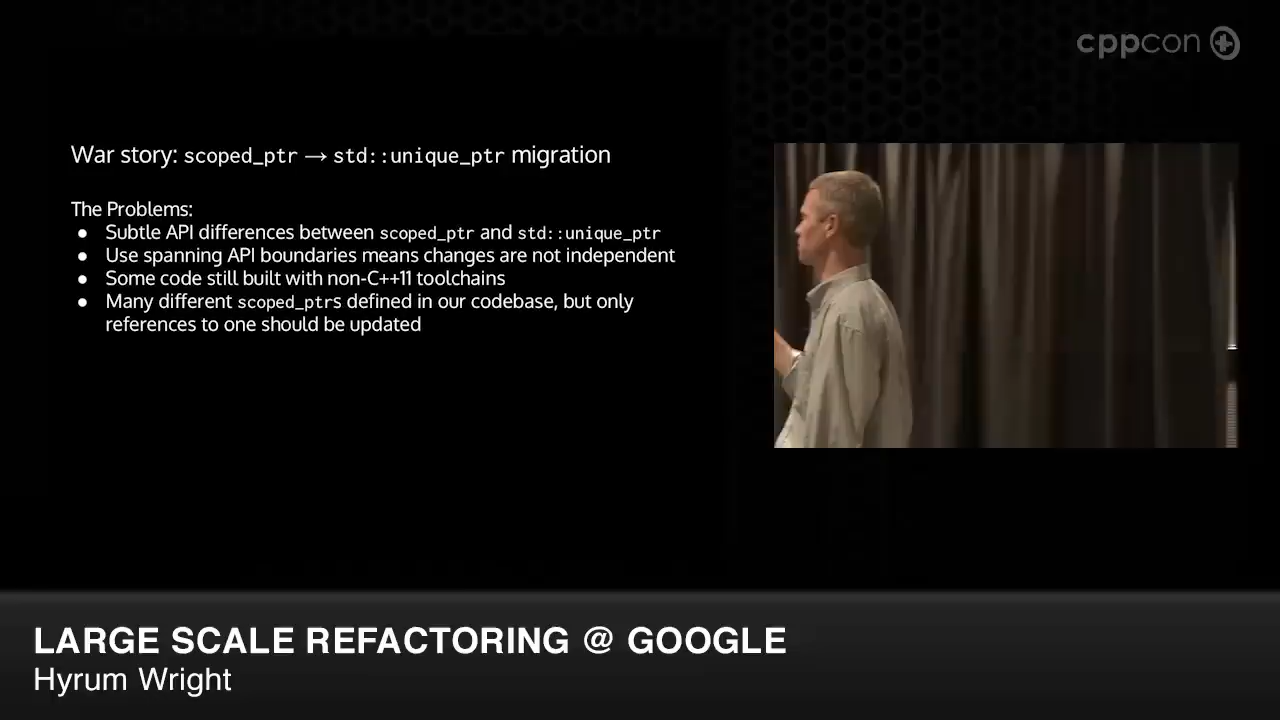 cppcon
War story: scoped_ptr → std::unique_ptr migration
The Problems:
● Subtle API differences between scoped_ptr and std::unique_ptr
● Use spanning API boundaries means changes are not independent
● Some code still built with non-C++11 toolchains
● Many different scoped_ptrs defined in our codebase, but only
references to one should be updated
LARGE SCALE REFACTORING @ GOOGLE
Hyrum Wright